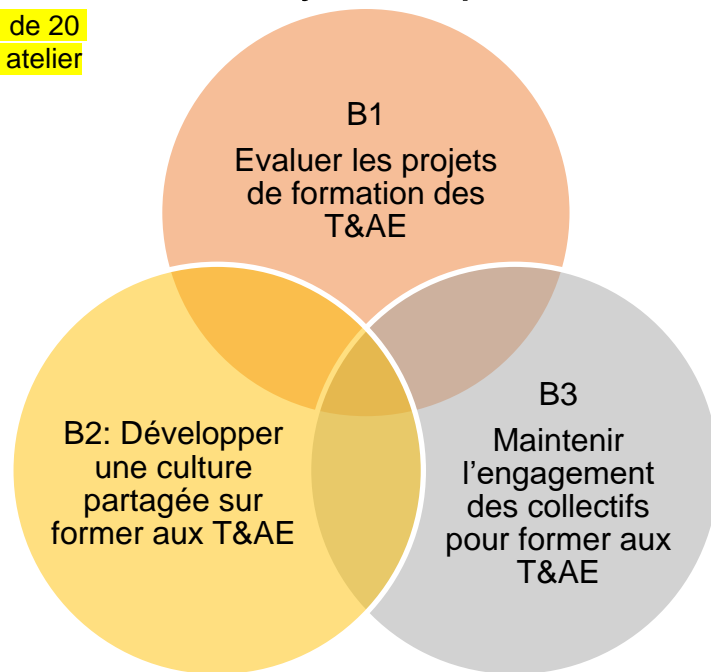 de 20
atelier
B1
Evaluer les projets
de formation des
T&AE
B2: Développer
une culture
partagée sur
former aux T&AE
B3
Maintenir
l’engagement
des collectifs
pour former aux
T&AE